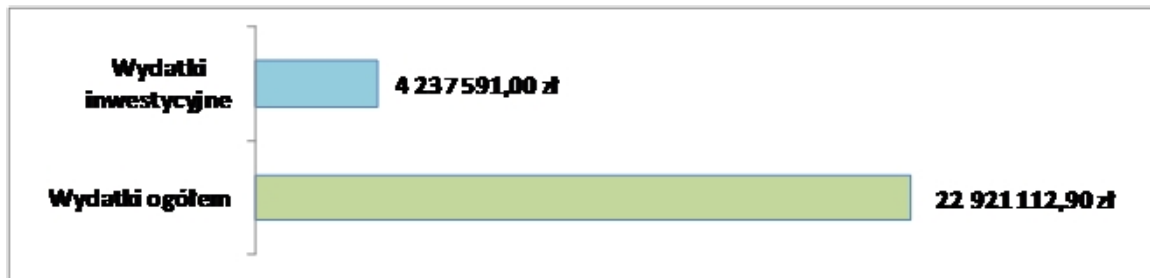 Wydatki
inwestycyjne
4 237 591,00 zł
Wydatki ogółem
22 921 112,90 zł